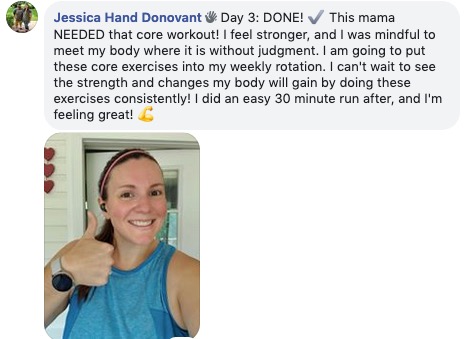 Jessica Hand Donovant 👋 Day 3: DONE! ✔️ This mama
NEEDED that core workout! I feel stronger, and I was mindful to
meet my body where it is without judgment. I am going to put
these core exercises into my weekly rotation. I can't wait to see
the strength and changes my body will gain by doing these
exercises consistently! I did an easy 30 minute run after, and I'm
feeling great! 💪